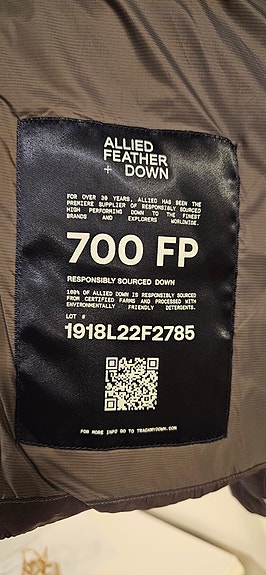 ALLIED
FEATHER
+ DOWN
FOR OVER 30 YEARS, ALLIED HAS BEEN THE
PREMIERE SUPPLIER OF RESPONSIBLY SOURCED
HIGH PERFORMING DOWN TO THE FINEST
BRANDS AND EXPLORERS WORLDWIDE.
700 FP
RESPONSIBLY SOURCED DOWN
100% OF ALLIED DOWN IS RESPONSIBLY SOURCED
FROM CERTIFIED FARMS AND PROCESSED WITH
ENVIRONMENTALLY FRIENDLY DETERGENTS.
LOT #
1918L22F2785
FOR MORE INFO GO TO TRACKMYDOWN.COM